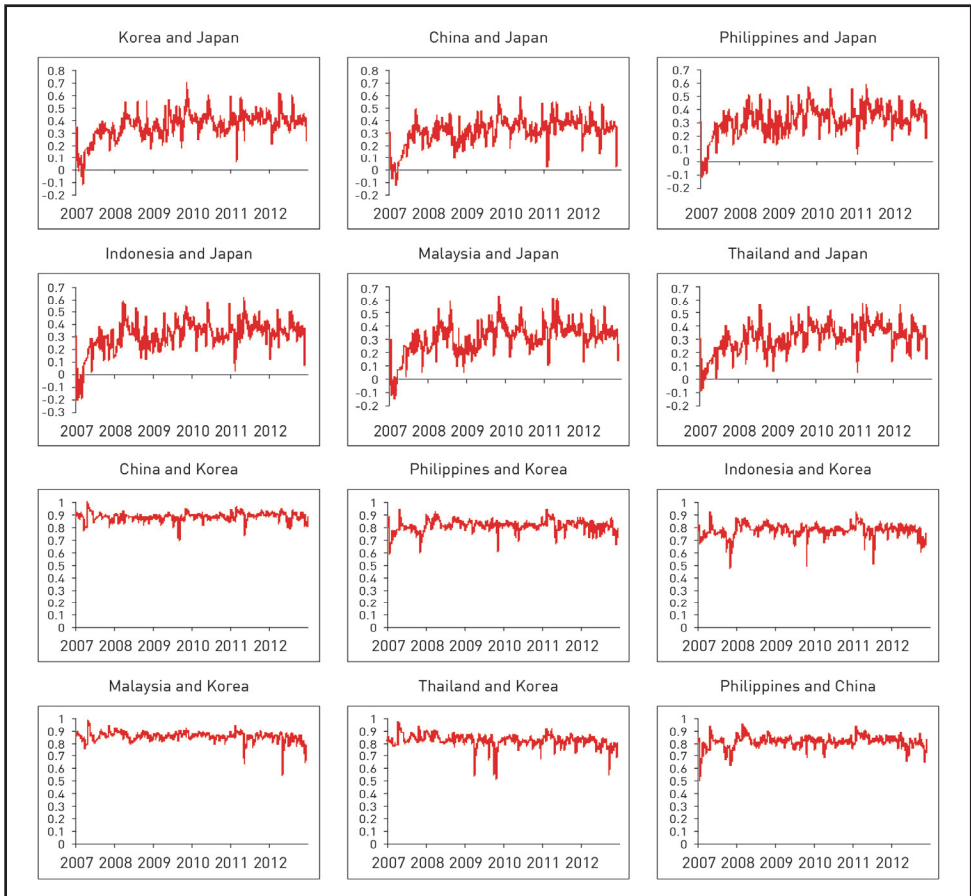 Korea and Japan China and Japan Philippines and Japan
0.8 0.8 0.7
0.7 0.7 0.6
0.6 0.6 0.5
0.5 0.5 0.4
0.4 0.4 0.3
0.3 0.3 0.2
0.2 0.2 0.1
0.1 0.1 0
0 0 -0.1
-0.1 -0.1 -0.2
-0.2 -0.2
2007 2008 2009 2010 2011 2012 2007 2008 2009 2010 2011 2012 2007 2008 2009 2010 2011 2012
Indonesia and Japan Malaysia and Japan Thailand and Japan
0.7 0.7 0.7
0.6 0.6 0.6
0.5 0.5 0.5
0.4 0.4 0.4
0.3 0.3 0.3
0.2 0.2 0.2
0.1 0.1 0.1
0 0 0
-0.1 -0.1 -0.1
-0.2 -0.2 -0.2
-0.3
2007 2008 2009 2010 2011 2012 2007 2008 2009 2010 2011 2012 2007 2008 2009 2010 2011 2012
China and Korea Philippines and Korea Indonesia and Korea
1 1 1
0.9 0.9 0.9
0.8 0.8 0.8
0.7 0.7 0.7
0.6 0.6 0.6
0.5 0.5 0.5
0.4 0.4 0.4
0.3 0.3 0.3
0.2 0.2 0.2
0.1 0.1 0.1
0 0 0
2007 2008 2009 2010 2011 2012 2007 2008 2009 2010 2011 2012 2007 2008 2009 2010 2011 2012
Malaysia and Korea Thailand and Korea Philippines and China
1 1 1
0.9 0.9 0.9
0.8 0.8 0.8
0.7 0.7 0.7
0.6 0.6 0.6
0.5 0.5 0.5
0.4 0.4 0.4
0.3 0.3 0.3
0.2 0.2 0.2
0.1 0.1 0.1
0 0 0
2007 2008 2009 2010 2011 2012 2007 2008 2009 2010 2011 2012 2007 2008 2009 2010 2011 2012